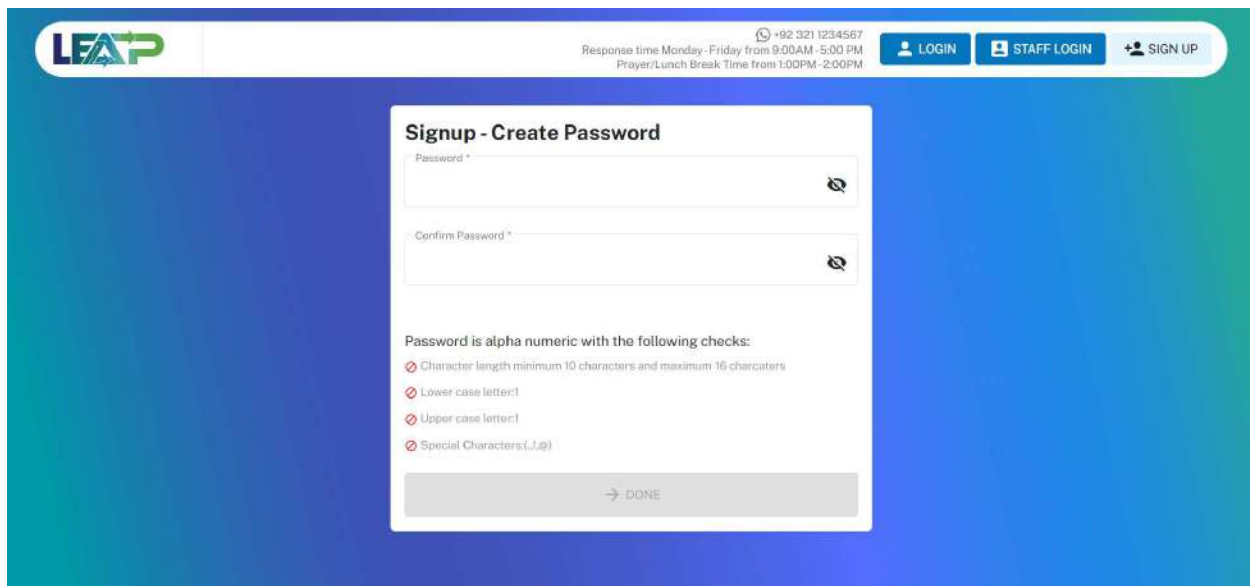 LEAP
+92 321 1234567
Response time Monday-Friday from 9:00AM-5:00 PM
Prayer/Lunch Break Time from 1:00PM-2:00PM
LOGIN
STAFF LOGIN
SIGN UP
Signup - Create Password
Password *
Confirm Password *
Password is alpha numeric with the following checks:
Character length minimum 10 characters and maximum 16 charcaters
Lower case letter:1
Upper case letter:1
Special Characters:(.,!,@)
DONE